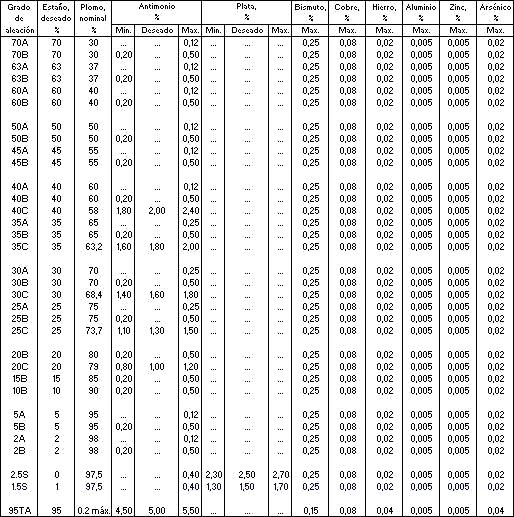 Grado de aleación Estaño, deseado % Plomo, nominal % Antimonio % Plata, % Bismuto, % Cobre, % Hierro, % Aluminio % Zinc, % Arsénico %
Mín. Deseado Max. Mín. Deseado Max. Max. Max. Max. Max. Max. Max.
70A 70 30 ... ... 0,12 ... ... ... 0,25 0,08 0,02 0,005 0,005 0,02
70B 70 30 0,20 ... 0,50 ... ... ... 0,25 0,08 0,02 0,005 0,005 0,02
63A 63 37 ... ... 0,12 ... ... ... 0,25 0,08 0,02 0,005 0,005 0,02
63B 63 37 0,20 ... 0,50 ... ... ... 0,25 0,08 0,02 0,005 0,005 0,02
60A 60 40 ... ... 0,12 ... ... ... 0,25 0,08 0,02 0,005 0,005 0,02
60B 60 40 0,20 ... 0,50 ... ... ... 0,25 0,08 0,02 0,005 0,005 0,02
50A 50 50 ... ... 0,12 ... ... ... 0,25 0,08 0,02 0,005 0,005 0,02
50B 50 50 0,20 ... 0,50 ... ... ... 0,25 0,08 0,02 0,005 0,005 0,02
45A 45 55 ... ... 0,12 ... ... ... 0,25 0,08 0,02 0,005 0,005 0,02
45B 45 55 0,20 ... 0,50 ... ... ... 0,25 0,08 0,02 0,005 0,005 0,02
40A 40 60 ... ... 0,12 ... ... ... 0,25 0,08 0,02 0,005 0,005 0,02
40B 40 60 0,20 ... 0,50 ... ... ... 0,25 0,08 0,02 0,005 0,005 0,02
40C 40 58 1,80 2,00 2,40 ... ... ... 0,25 0,08 0,02 0,005 0,005 0,02
35A 35 65 ... ... 0,25 ... ... ... 0,25 0,08 0,02 0,005 0,005 0,02
35B 35 65 0,20 ... 0,50 ... ... ... 0,25 0,08 0,02 0,005 0,005 0,02
35C 35 63,2 1,60 1,80 2,00 ... ... ... 0,25 0,08 0,02 0,005 0,005 0,02
30A 30 70 ... ... 0,25 ... ... ... 0,25 0,08 0,02 0,005 0,005 0,02
30B 30 70 0,20 ... 0,50 ... ... ... 0,25 0,08 0,02 0,005 0,005 0,02
30C 30 68,4 1,40 1,60 1,80 ... ... ... 0,25 0,08 0,02 0,005 0,005 0,02
25A 25 75 ... ... 0,25 ... ... ... 0,25 0,08 0,02 0,005 0,005 0,02
25B 25 75 0,20 ... 0,50 ... ... ... 0,25 0,08 0,02 0,005 0,005 0,02
25C 25 73,7 1,10 1,30 1,50 ... ... ... 0,25 0,08 0,02 0,005 0,005 0,02
20B 20 80 0,20 ... 0,50 ... ... ... 0,25 0,08 0,02 0,005 0,005 0,02
20C 20 79 0,80 1,00 1,20 ... ... ... 0,25 0,08 0,02 0,005 0,005 0,02
15B 15 85 0,20 ... 0,50 ... ... ... 0,25 0,08 0,02 0,005 0,005 0,02
10B 10 90 0,20 ... 0,50 ... ... ... 0,25 0,08 0,02 0,005 0,005 0,02
5A 5 95 ... ... 0,12 ... ... ... 0,25 0,08 0,02 0,005 0,005 0,02
5B 5 95 0,20 ... 0,50 ... ... ... 0,25 0,08 0,02 0,005 0,005 0,02
2A 2 98 ... ... 0,12 ... ... ... 0,25 0,08 0,02 0,005 0,005 0,02
2B 2 98 0,20 ... 0,50 ... ... ... 0,25 0,08 0,02 0,005 0,005 0,02
2.5S 0 97,5 ... ... 0,40 2,30 2,50 2,70 0,25 0,08 0,02 0,005 0,005 0,02
1.5S 1 97,5 ... ... 0,40 1,30 1,50 1,70 0,25 0,08 0,02 0,005 0,005 0,02
95TA 95 0.2 máx. 4,50 5,00 5,50 ... ... ... 0,15 0,08 0,04 0,005 0,005 0,04